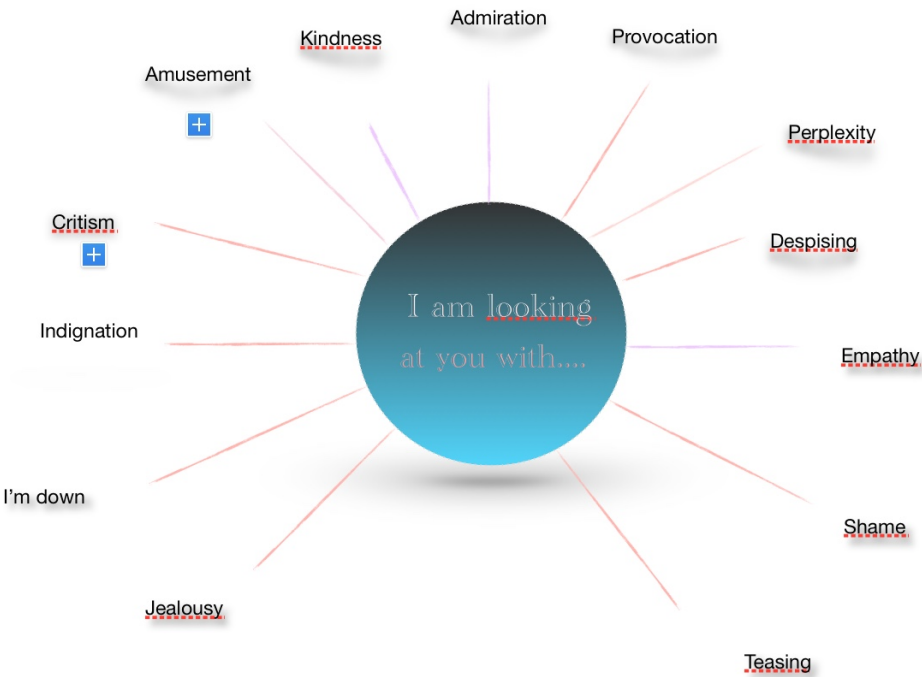 Admiration
Kindness
Provocation
Amusement
Perplexity
Critism
Despising
I am looking
at you with....
Indignation
Empathy
I'm down
Shame
Jealousy
Teasing